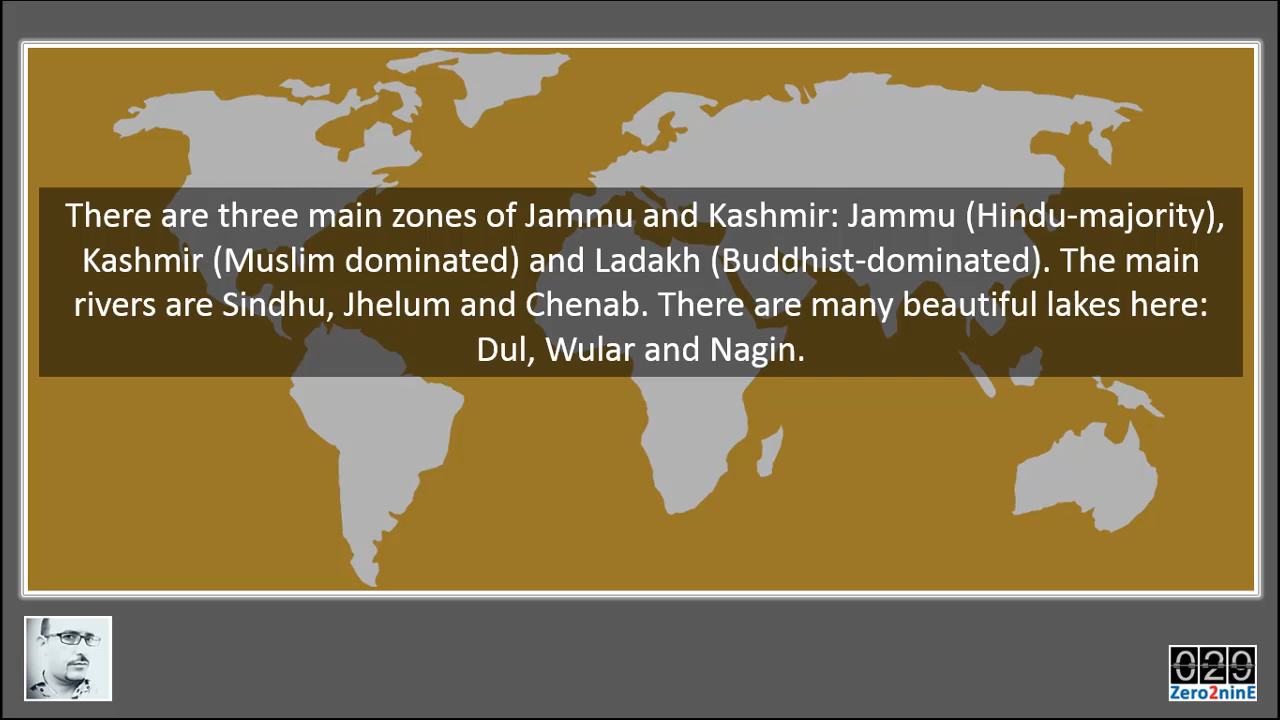 There are three main zones of Jammu and Kashmir: Jammu (Hindu-majority),
Kashmir (Muslim dominated) and Ladakh (Buddhist-dominated). The main
rivers are Sindhu, Jhelum and Chenab. There are many beautiful lakes here:
Dul, Wular and Nagin.
029
Zero2ninE